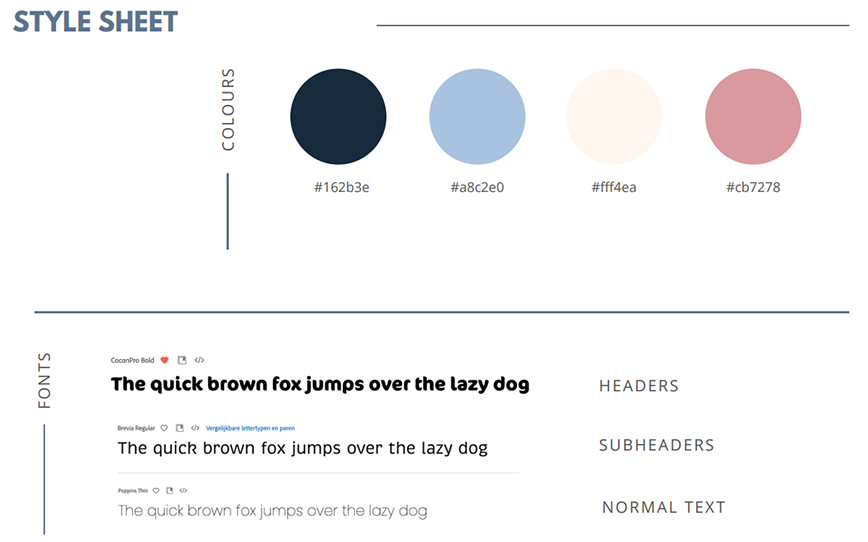 STYLE SHEET
COLOURS
#162b3e
#a8c2e0
#fff4ea
#cb7278
FONTS
CoconPro Bold </>
The quick brown fox jumps over the lazy dog
HEADERS
Brevia Regular </> Vergelijkbare lettertypen en paren
The quick brown fox jumps over the lazy dog
SUBHEADERS
Poppins Thin </>
The quick brown fox jumps over the lazy dog
NORMAL TEXT